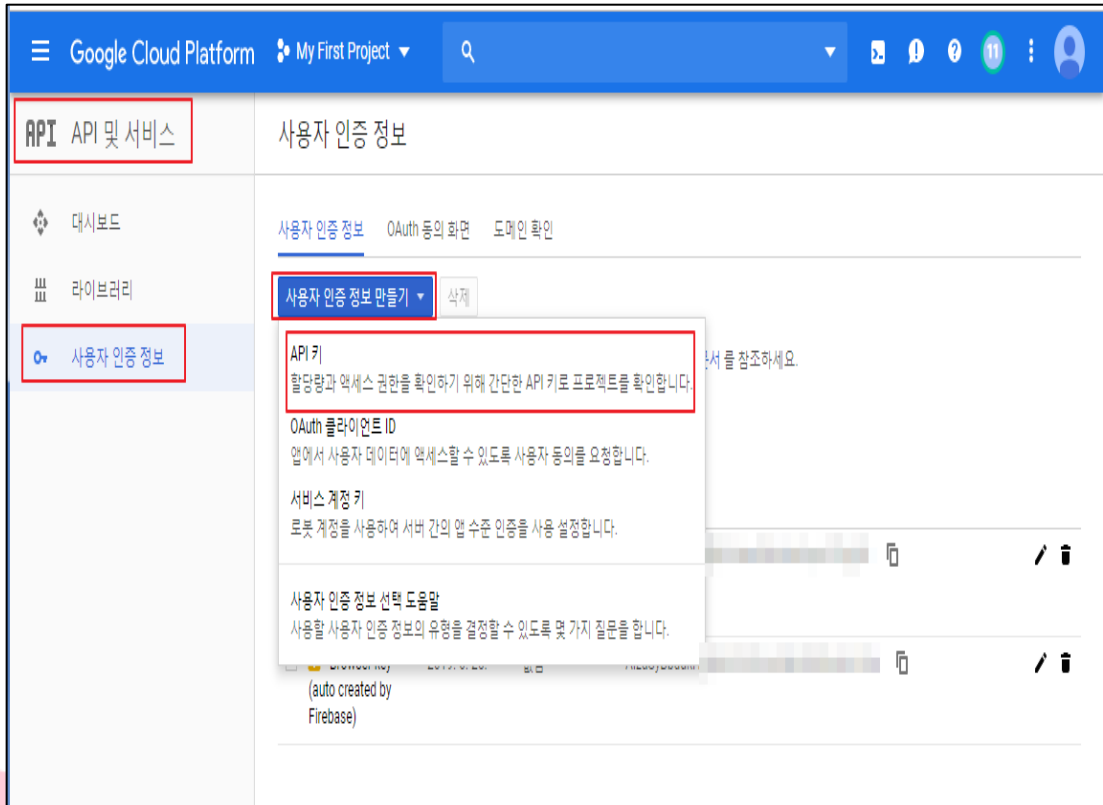 Google Cloud Platform My First Project
11
API API 및 서비스
사용자 인증 정보
대시보드
라이브러리
사용자 인증 정보
사용자 인증 정보 OAuth 동의 화면 도메인 확인
사용자 인증 정보 만들기 삭제
API 키
할당량과 액세스 권한을 확인하기 위해 간단한 API 키로 프로젝트를 확인합니다.
를 참조하세요.
OAuth 클라이언트 ID
앱에서 사용자 데이터에 액세스할 수 있도록 사용자 동의를 요청합니다.
서비스 계정 키
로봇 계정을 사용하여 서버 간의 앱 수준 인증을 사용 설정합니다.
사용자 인증 정보 선택 도움말
사용할 사용자 인증 정보의 유형을 결정할 수 있도록 몇 가지 질문을 합니다.
Browser key
(auto created by
Firebase)